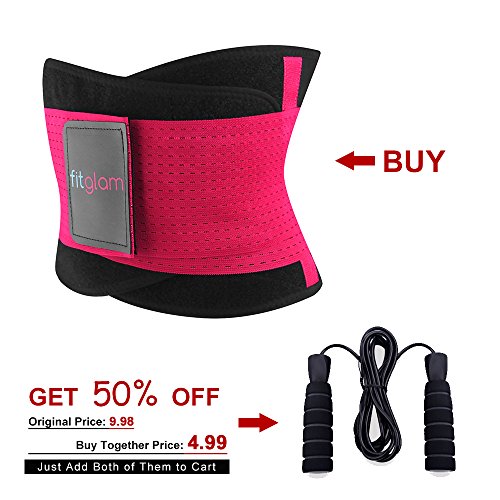 fitglam
BUY
GET 50% OFF
Original Price: 9.98
Buy Together Price: 4.99
Just Add Both of Them to Cart